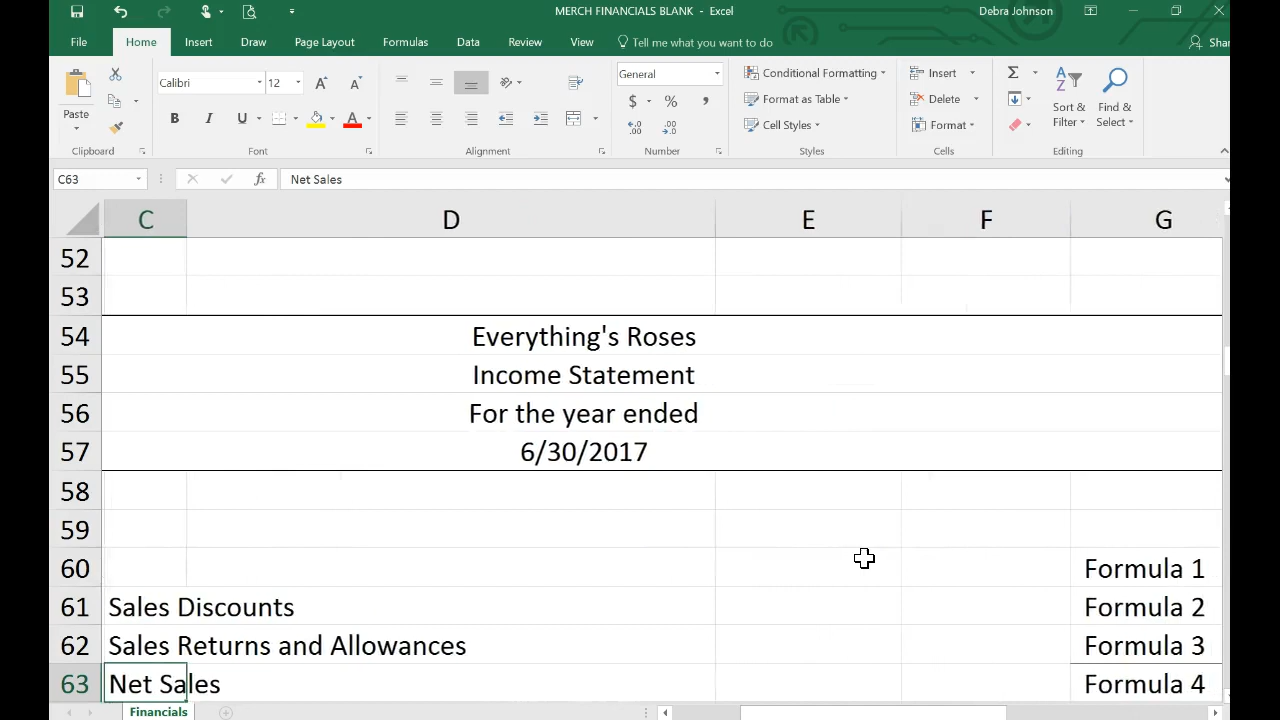 MERCH FINANCIALS BLANK - Excel
Debra Johnson
File Home Insert Draw Page Layout Formulas Data Review View Tell me what you want to do
Calibri 12 General
Paste
Conditional Formatting
Format as Table
Cell Styles
Insert
Delete
Format
Sort & Filter
Find & Select
Clipboard Font Alignment Number Styles Cells Editing
C63 fx Net Sales
C D E F G
52
53
54 Everything's Roses
55 Income Statement
56 For the year ended
57 6/30/2017
58
59
60 Formula 1
61 Sales Discounts Formula 2
62 Sales Returns and Allowances Formula 3
63 Net Sales Formula 4
Financials